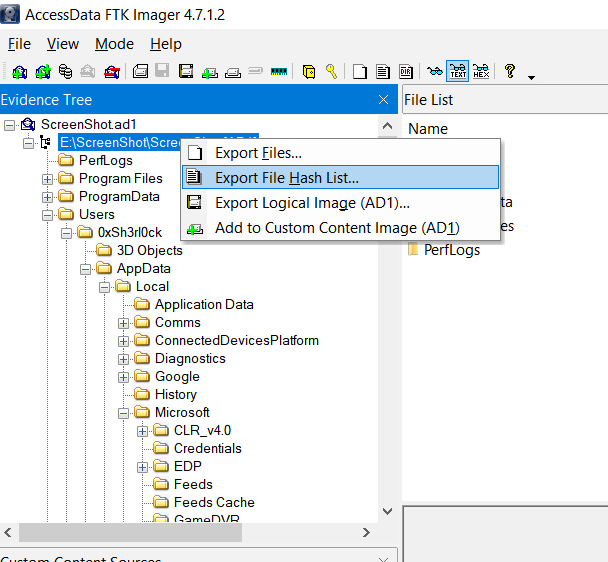 AccessData FTK Imager 4.7.1.2
File View Mode Help
TEXT HEX
Evidence Tree
File List
ScreenShot.ad1
Name
E:\ScreenShot\Scre
PerfLogs
Export Files...
Program Files
Export File Hash List...
ProgramData
Export Logical Image (AD1)...
ta
Users
Add to Custom Content Image (AD1)
es
0xSh3rl0ck
PerfLogs
3D Objects
AppData
Local
Application Data
Comms
ConnectedDevicesPlatform
Diagnostics
Google
History
Microsoft
CLR_v4.0
Credentials
EDP
Feeds
Feeds Cache
GameDVR
Custom Content Sources